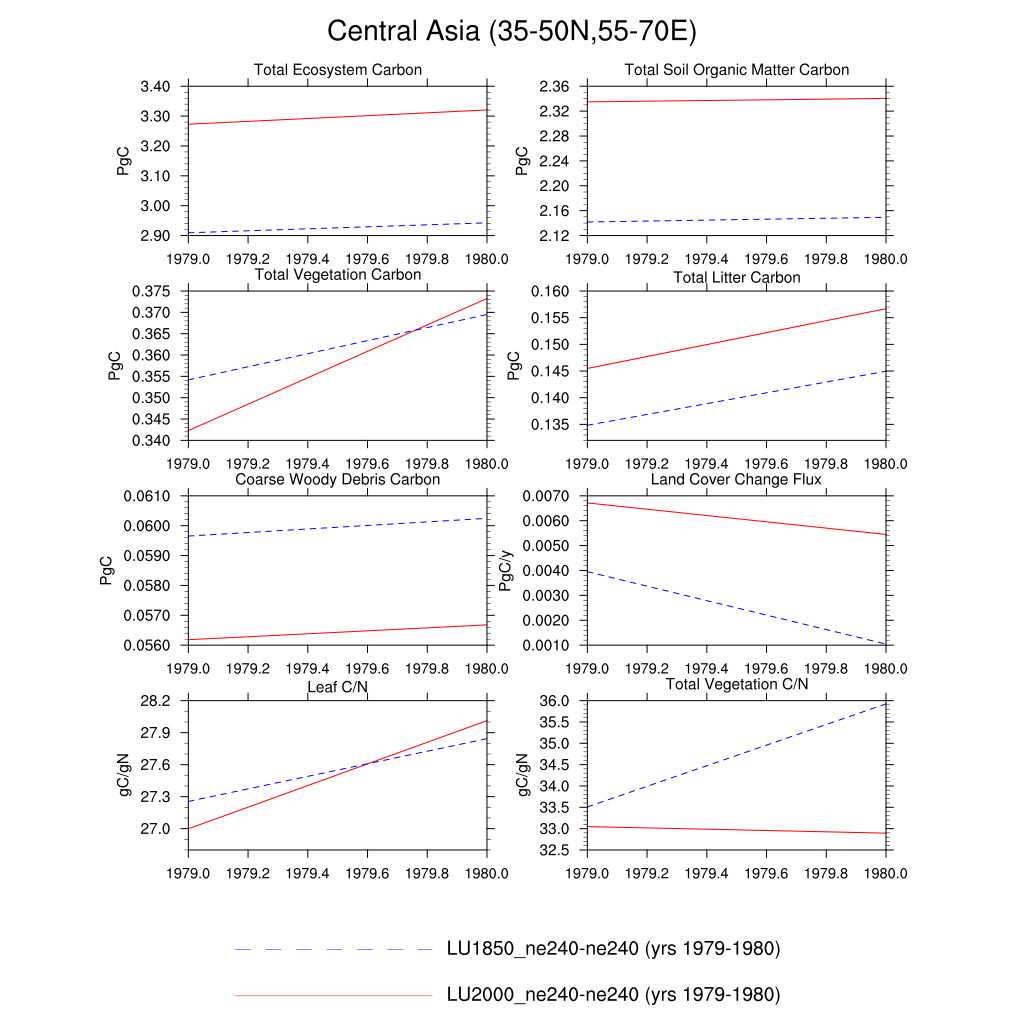 Central Asia (35-50N,55-70E)
Total Ecosystem Carbon
3.40
3.30
3.20
3.10
3.00
2.90
PgC
1979.0 1979.2 1979.4 1979.6 1979.8 1980.0
Total Soil Organic Matter Carbon
2.36
2.32
2.28
2.24
2.20
2.16
2.12
PgC
1979.0 1979.2 1979.4 1979.6 1979.8 1980.0
Total Vegetation Carbon
0.375
0.370
0.365
0.360
0.355
0.350
0.345
0.340
PgC
1979.0 1979.2 1979.4 1979.6 1979.8 1980.0
Total Litter Carbon
0.160
0.155
0.150
0.145
0.140
0.135
PgC
1979.0 1979.2 1979.4 1979.6 1979.8 1980.0
Coarse Woody Debris Carbon
0.0610
0.0600
0.0590
0.0580
0.0570
0.0560
PgC
1979.0 1979.2 1979.4 1979.6 1979.8 1980.0
Land Cover Change Flux
0.0070
0.0060
0.0050
0.0040
0.0030
0.0020
0.0010
PgC/y
1979.0 1979.2 1979.4 1979.6 1979.8 1980.0
Leaf C/N
28.2
27.9
27.6
27.3
27.0
gC/gN
1979.0 1979.2 1979.4 1979.6 1979.8 1980.0
Total Vegetation C/N
36.0
35.5
35.0
34.5
34.0
33.5
33.0
32.5
gC/gN
1979.0 1979.2 1979.4 1979.6 1979.8 1980.0
LU1850_ne240-ne240 (yrs 1979-1980)
LU2000_ne240-ne240 (yrs 1979-1980)